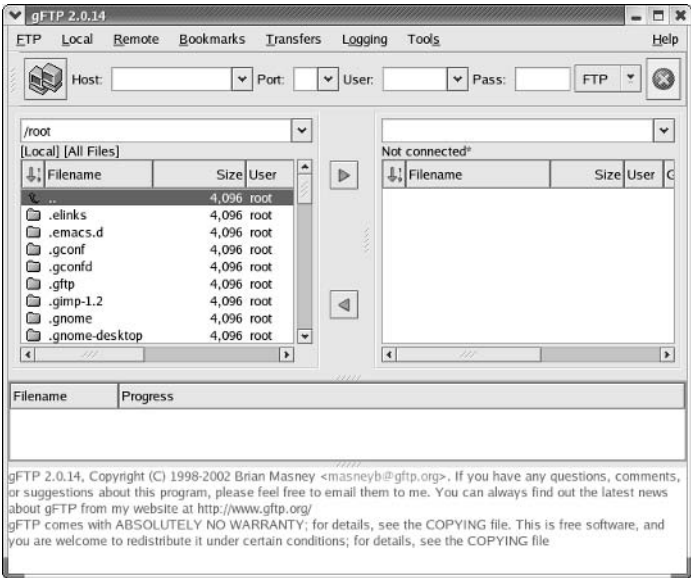 gFTP 2.0.14
FTP Local Remote Bookmarks Transfers Logging Tools Help
Host: Port: User: Pass: FTP
/root
[Local] [All Files]
Filename Size User
.. 4,096 root
.elinks 4,096 root
.emacs.d 4,096 root
.gconf 4,096 root
.gconfd 4,096 root
.gftp 4,096 root
.gimp-1.2 4,096 root
.gnome 4,096 root
.gnome-desktop 4,096 root
Not connected*
Filename Size User G
Filename Progress
gFTP 2.0.14, Copyright (C) 1998-2002 Brian Masney <masneyb@gftp.org>. If you have any questions, comments,
or suggestions about this program, please feel free to email them to me. You can always find out the latest news
about gFTP from my website at http://www.gftp.org/
gFTP comes with ABSOLUTELY NO WARRANTY; for details, see the COPYING file. This is free software, and
you are welcome to redistribute it under certain conditions; for details, see the COPYING file